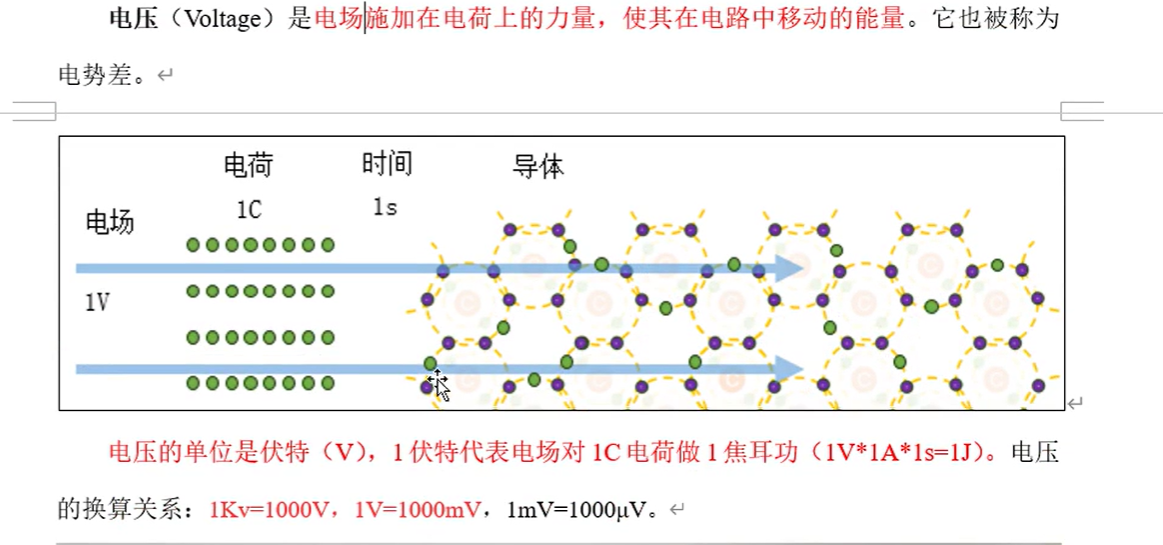 电压（Voltage）是电场施加在电荷上的力量，使其在电路中移动的能量。它也被称为
电势差。
电荷 时间 导体
1C 1s
电场
1V
电压的单位是伏特（V），1伏特代表电场对1C电荷做1焦耳功（1V*1A*1s=1J）。电压
的换算关系：1Kv=1000V，1V=1000mV，1mV=1000μV。